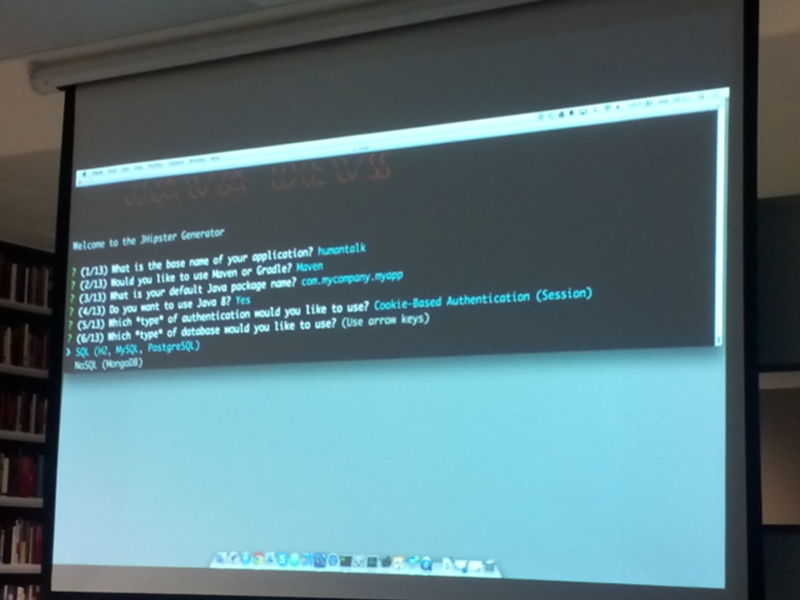 JAVA DEVS
Welcome to the JHipster Generator
? (1/13) What is the base name of your application? humantalk
? (2/13) Would you like to use Maven or Gradle? Maven
? (3/13) What is your default Java package name? com.mycompany.myapp
? (4/13) Do you want to use Java 8? Yes
? (5/13) Which *type* of authentication would you like to use? Cookie-Based Authentication (Session)
? (6/13) Which *type* of database would you like to use? (Use arrow keys)
❯ SQL (H2, MySQL, PostgreSQL)
NoSQL (MongoDB)